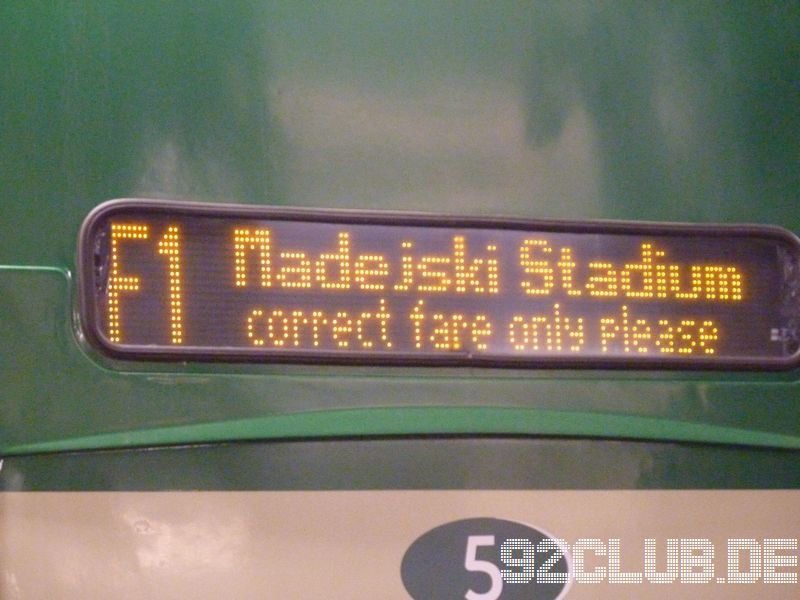 F1 Madejski Stadium
correct fare only please
5
92CLUB.DE